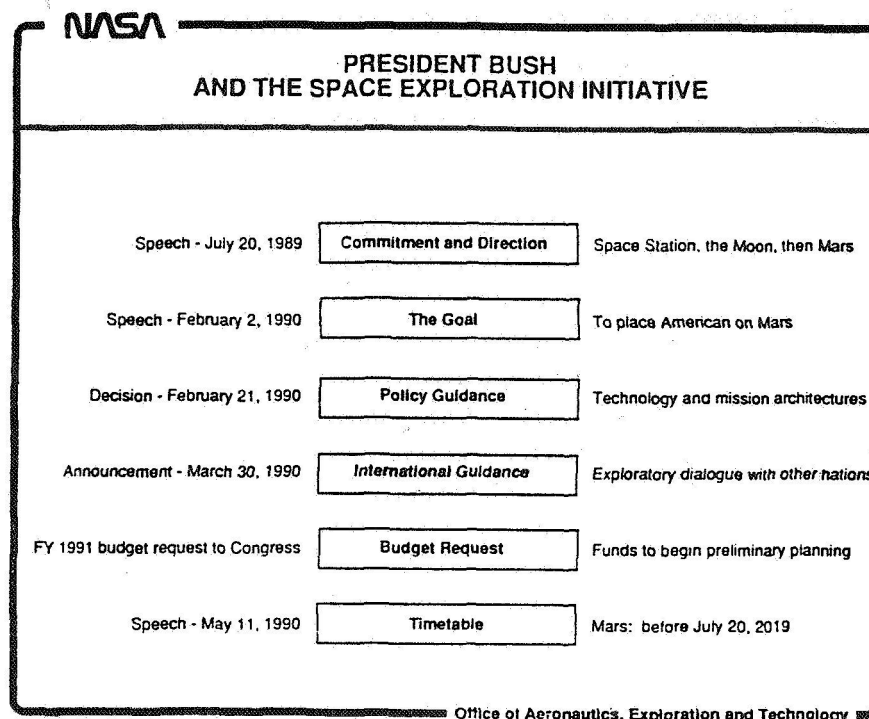 NASA
PRESIDENT BUSH
AND THE SPACE EXPLORATION INITIATIVE
Speech - July 20, 1989 Commitment and Direction Space Station, the Moon, then Mars
Speech - February 2, 1990 The Goal To place American on Mars
Decision - February 21, 1990 Policy Guidance Technology and mission architectures
Announcement - March 30, 1990 International Guidance Exploratory dialogue with other nations
FY 1991 budget request to Congress Budget Request Funds to begin preliminary planning
Speech - May 11, 1990 Timetable Mars: before July 20, 2019
Office of Aeronautics, Exploration and Technology